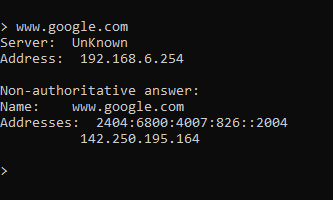 > www.google.com
Server:  UnKnown
Address:  192.168.6.254
Non-authoritative answer:
Name:    www.google.com
Addresses:  2404:6800:4007:826::2004
          142.250.195.164
>